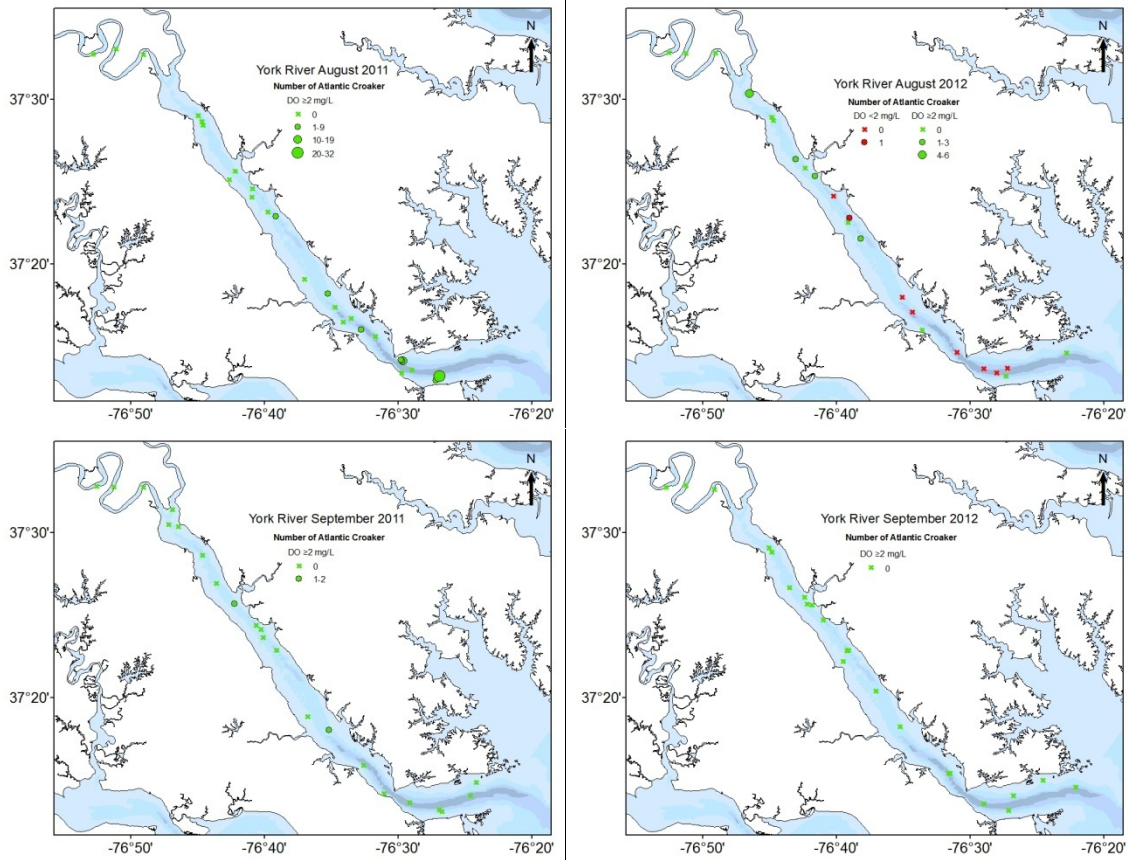 N
York River August 2011
Number of Atlantic Croaker
DO ≥2 mg/L
0
1-9
10-19
20-32
37°30'
37°20'
-76°50' -76°40' -76°30' -76°20'
N
York River August 2012
Number of Atlantic Croaker
DO <2 mg/L DO ≥2 mg/L
0 0
1 1-3
4-6
37°30'
37°20'
-76°50' -76°40' -76°30' -76°20'
N
York River September 2011
Number of Atlantic Croaker
DO ≥2 mg/L
0
1-2
37°30'
37°20'
-76°50' -76°40' -76°30' -76°20'
N
York River September 2012
Number of Atlantic Croaker
DO ≥2 mg/L
0
37°30'
37°20'
-76°50' -76°40' -76°30' -76°20'